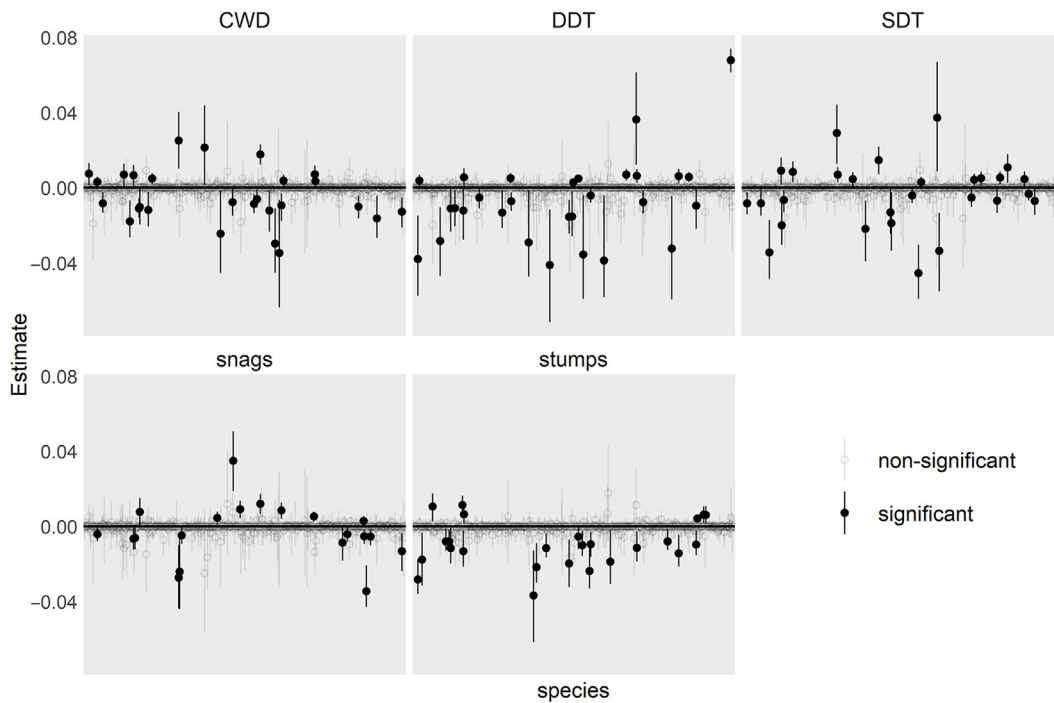 CWD DDT SDT
0.08
0.04
0.00
−0.04
Estimate
snags stumps
0.08
0.04
0.00
−0.04
non-significant
significant
species